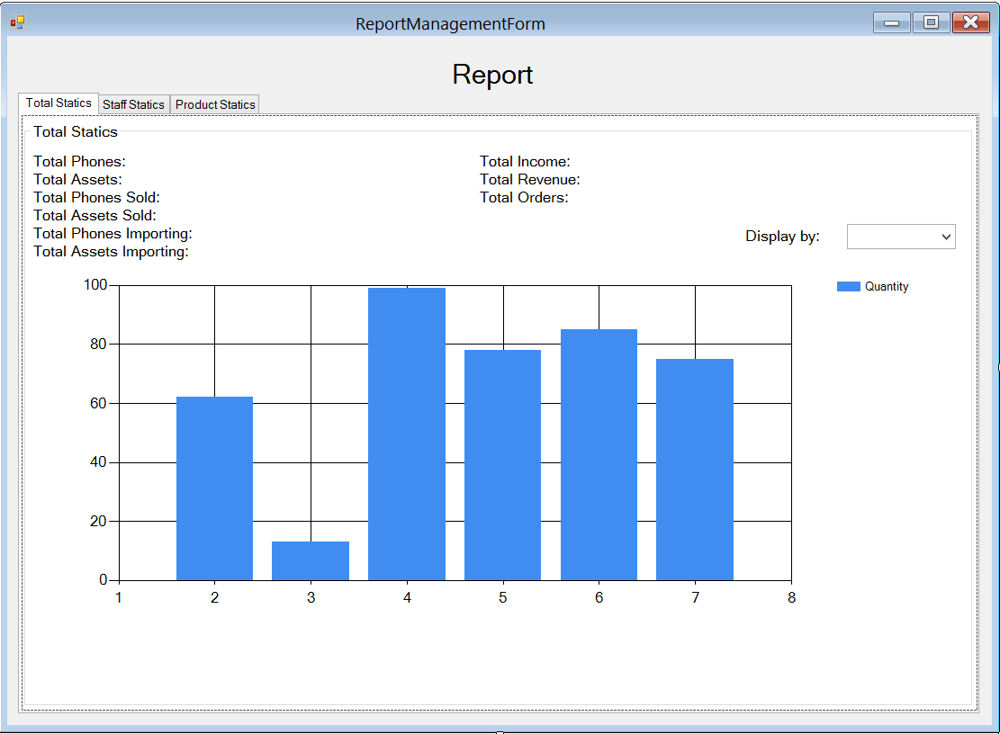 ReportManagementForm
Report
Total Statics
Staff Statics
Product Statics
Total Statics
Total Phones:
Total Assets:
Total Phones Sold:
Total Assets Sold:
Total Phones Importing:
Total Assets Importing:
Total Income:
Total Revenue:
Total Orders:
Display by:
100
80
60
40
20
0
1 2 3 4 5 6 7 8
Quantity